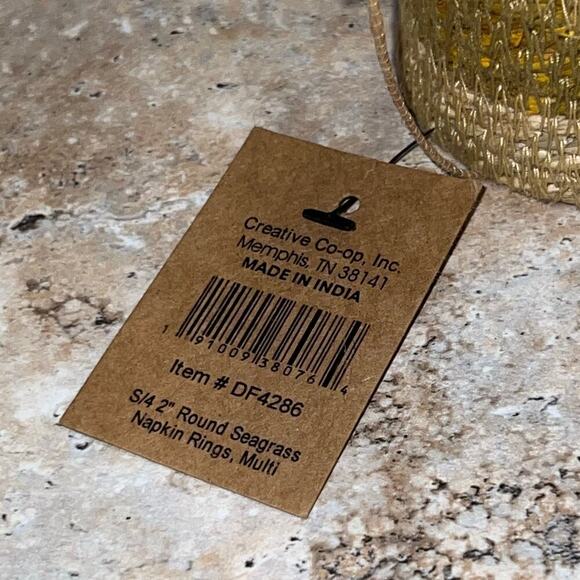 Creative Co-op, Inc.
Memphis, TN 38141
MADE IN INDIA
1 91009 38076 4
Item # DF4286
S/4 2" Round Seagrass
Napkin Rings, Multi